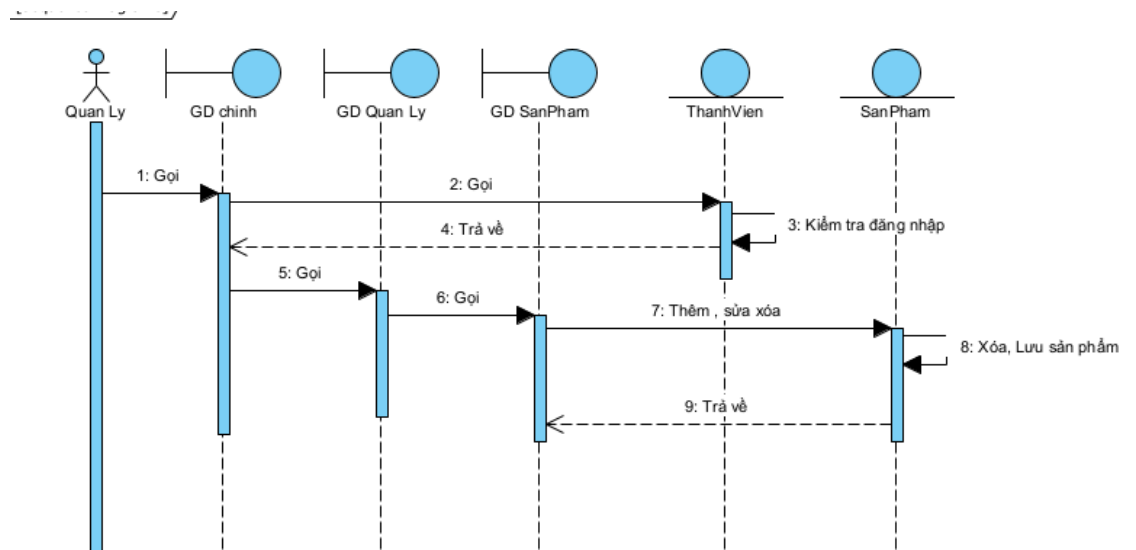 Quan Ly
GD chinh
GD Quan Ly
GD SanPham
ThanhVien
SanPham
1: Gọi
2: Gọi
3: Kiểm tra đăng nhập
4: Trả về
5: Gọi
6: Gọi
7: Thêm , sửa xóa
8: Xóa, Lưu sản phẩm
9: Trả về